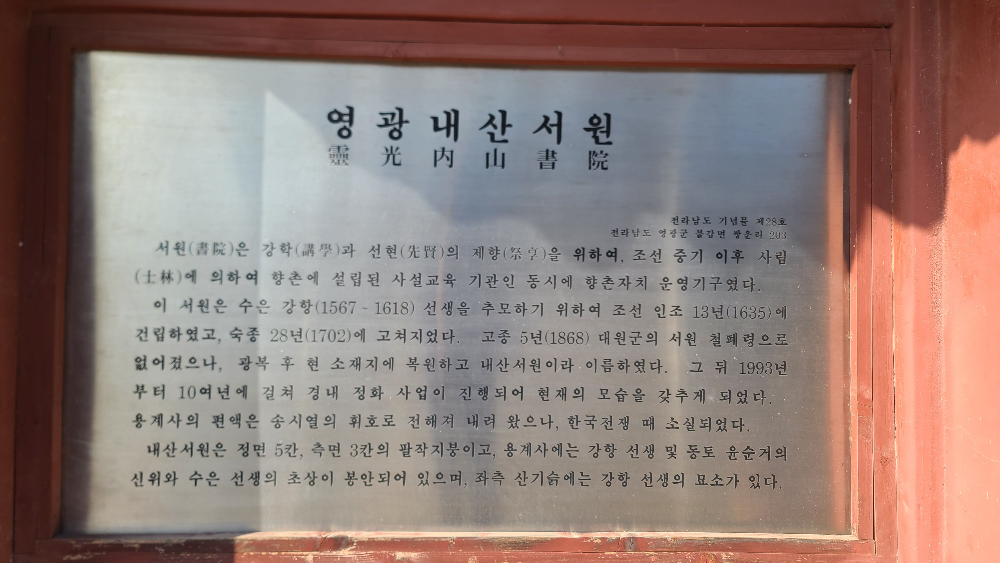 영광내산서원
靈光內山書院
전라남도 기념물 제28호
전라남도 영광군 불갑면 쌍운리 203
서원(書院)은 강학(講學)과 선현(先賢)의 제향(祭享)을 위하여, 조선 중기 이후 사림
(士林)에 의하여 향촌에 설립된 사설교육 기관인 동시에 향촌자치 운영기구였다.
이 서원은 수은 강항(1567~1618) 선생을 추모하기 위하여 조선 인조 13년(1635)에
건립하였고, 숙종 28년(1702)에 고쳐지었다. 고종 5년(1868) 대원군의 서원 철폐령으로
없어졌으나, 광복 후 현 소재지에 복원하고 내산서원이라 이름하였다. 그 뒤 1993년
부터 10여년에 걸쳐 경내 정화 사업이 진행되어 현재의 모습을 갖추게 되었다.
용계사의 편액은 송시열의 휘호로 전해져 내려 왔으나, 한국전쟁 때 소실되었다.
내산서원은 정면 5칸, 측면 3칸의 팔작지붕이고, 용계사에는 강항 선생 및 동토 윤순거의
신위와 수은 선생의 초상이 봉안되어 있으며, 좌측 산기슭에는 강항 선생의 묘소가 있다.